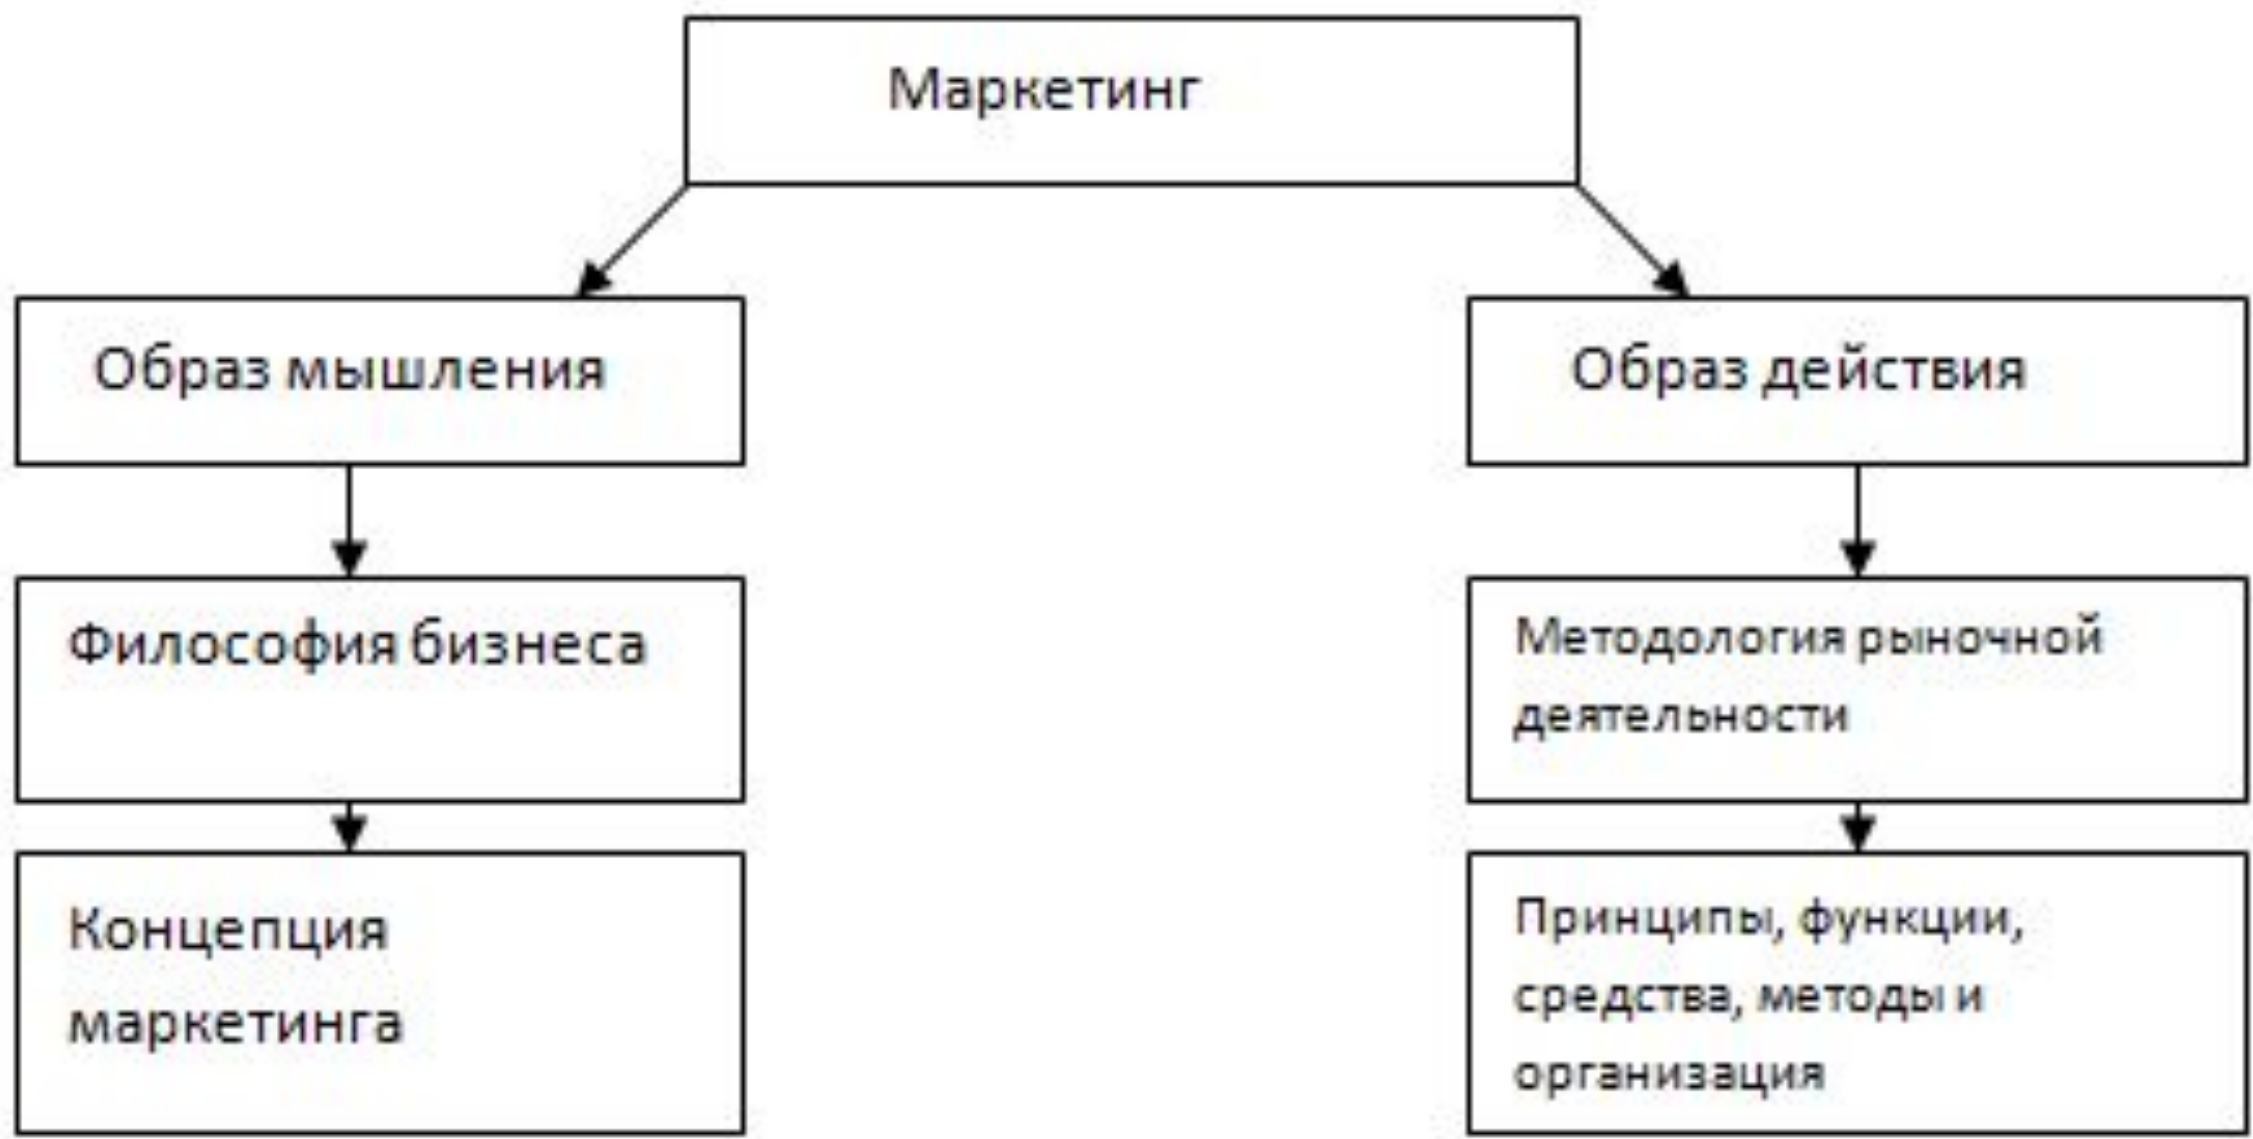 Маркетинг
Образ мышления
Образ действия
Философия бизнеса
Методология рыночной
деятельности
Концепция
маркетинга
Принципы, функции,
средства, методы и
организация